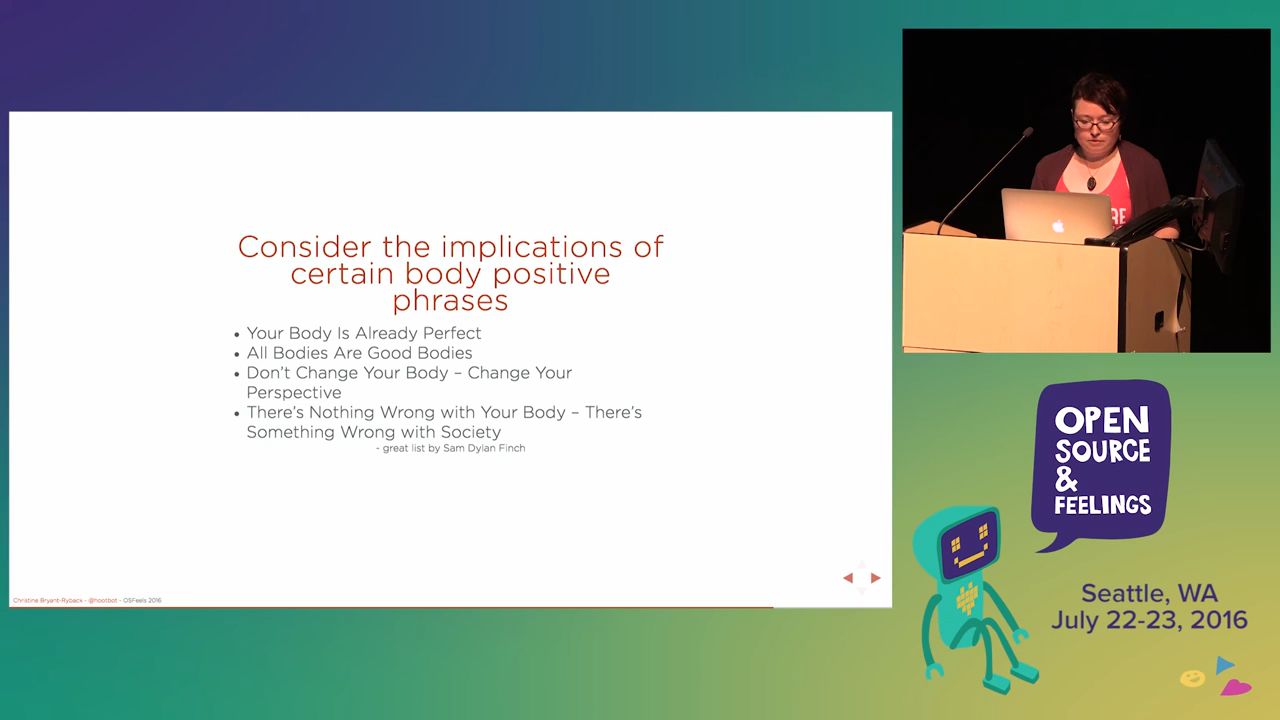 Consider the implications of
certain body positive
phrases
• Your Body Is Already Perfect
• All Bodies Are Good Bodies
• Don't Change Your Body – Change Your
Perspective
• There's Nothing Wrong with Your Body – There's
Something Wrong with Society
- great list by Sam Dylan Finch
Christine Bryant-Ryback - @hootbot - OSFeels 2016
OPEN
SOURCE
&
FEELINGS
Seattle, WA
July 22-23, 2016